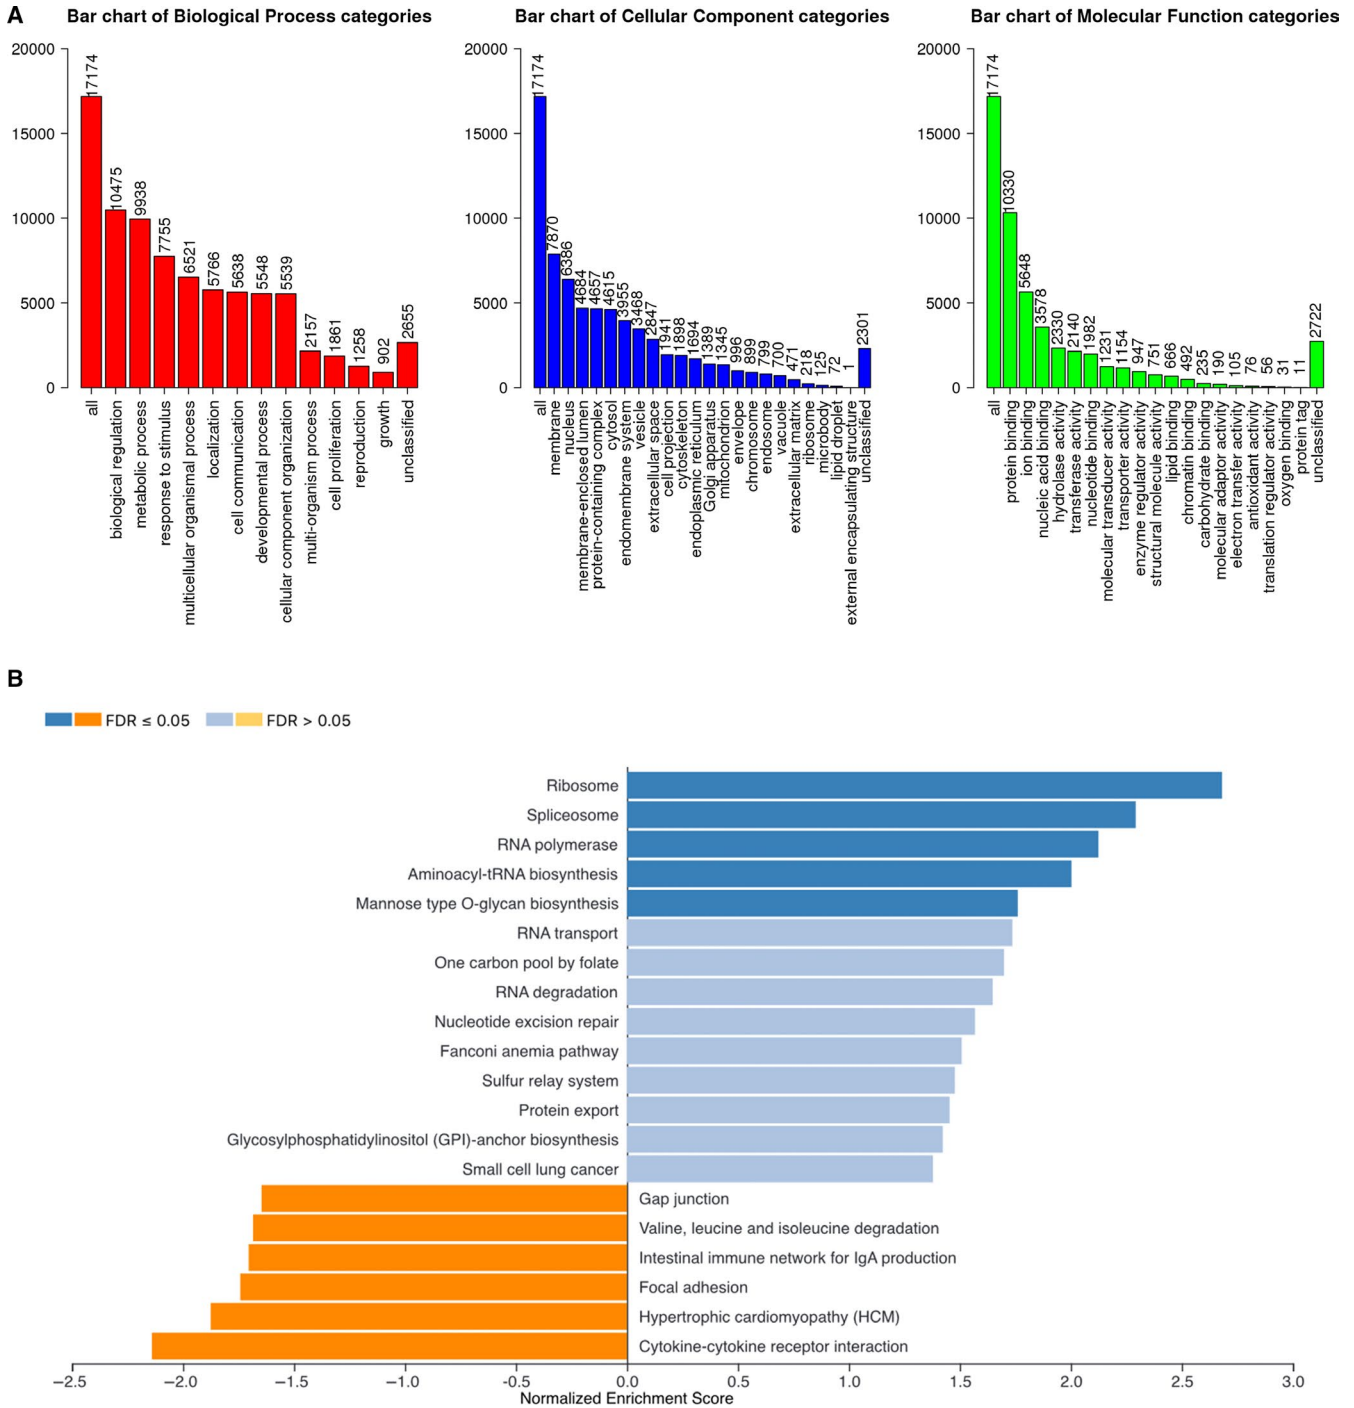 A
Bar chart of Biological Process categories
20000
15000
10000
5000
0
17174
10475
9938
7755
6521
5766
5638
5548
5539
2157
1861
1258
902
2655
all
biological regulation
metabolic process
response to stimulus
multicellular organismal process
localization
cell communication
developmental process
cellular component organization
multi-organism process
cell proliferation
reproduction
growth
unclassified
Bar chart of Cellular Component categories
20000
15000
10000
5000
0
17174
7870
6386
4684
4657
4615
3955
3468
2847
1941
1898
1694
1389
1345
996
899
799
700
471
218
125
72
1
2301
all
membrane
nucleus
membrane-enclosed lumen
protein-containing complex
cytosol
endomembrane system
vesicle
extracellular space
cell projection
cytoskeleton
endoplasmic reticulum
Golgi apparatus
mitochondrion
envelope
chromosome
endosome
vacuole
extracellular matrix
ribosome
microbody
lipid droplet
external encapsulating structure
unclassified
Bar chart of Molecular Function categories
20000
15000
10000
5000
0
17174
10330
5648
3578
2330
2140
1982
1231
1154
947
751
666
492
235
190
105
76
56
31
11
2722
all
protein binding
ion binding
nucleic acid binding
hydrolase activity
transferase activity
nucleotide binding
molecular transducer activity
transporter activity
enzyme regulator activity
structural molecule activity
lipid binding
chromatin binding
carbohydrate binding
molecular adaptor activity
electron transfer activity
antioxidant activity
translation regulator activity
oxygen binding
protein tag
unclassified
B
FDR ≤ 0.05
FDR > 0.05
Ribosome
Spliceosome
RNA polymerase
Aminoacyl-tRNA biosynthesis
Mannose type O-glycan biosynthesis
RNA transport
One carbon pool by folate
RNA degradation
Nucleotide excision repair
Fanconi anemia pathway
Sulfur relay system
Protein export
Glycosylphosphatidylinositol (GPI)-anchor biosynthesis
Small cell lung cancer
Gap junction
Valine, leucine and isoleucine degradation
Intestinal immune network for IgA production
Focal adhesion
Hypertrophic cardiomyopathy (HCM)
Cytokine-cytokine receptor interaction
−2.5 −2.0 −1.5 −1.0 -0.5 0.0 0.5 1.0 1.5 2.0 2.5 3.0
Normalized Enrichment Score